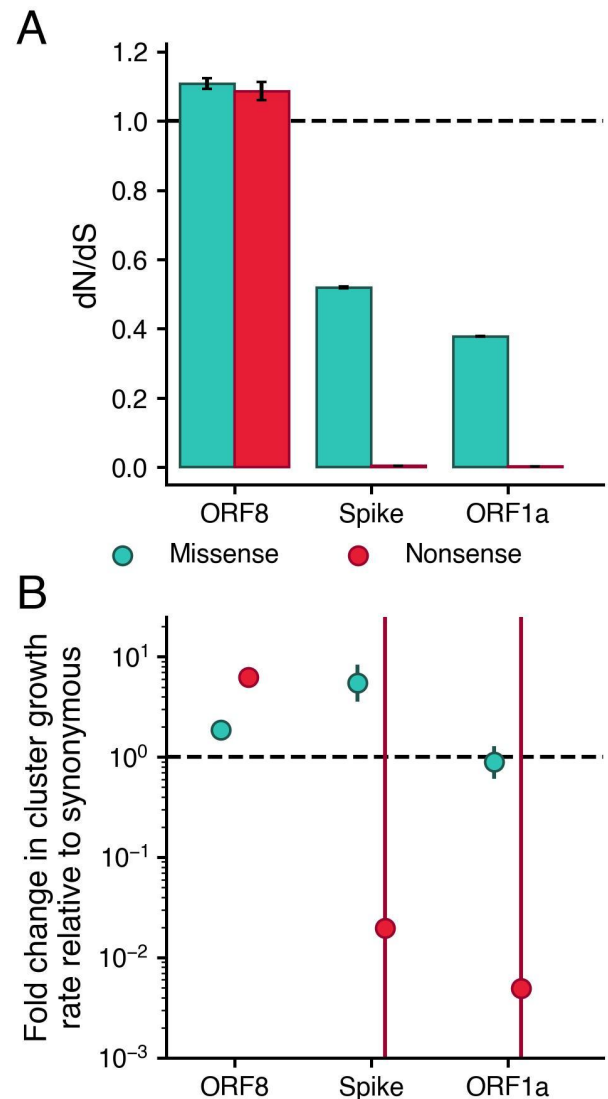 A
1.2
1.0
0.8
0.6
0.4
0.2
0.0
dN/dS
ORF8 Spike ORF1a
Missense Nonsense
B
10¹
10⁰
10⁻¹
10⁻²
10⁻³
Fold change in cluster growth
rate relative to synonymous
ORF8 Spike ORF1a